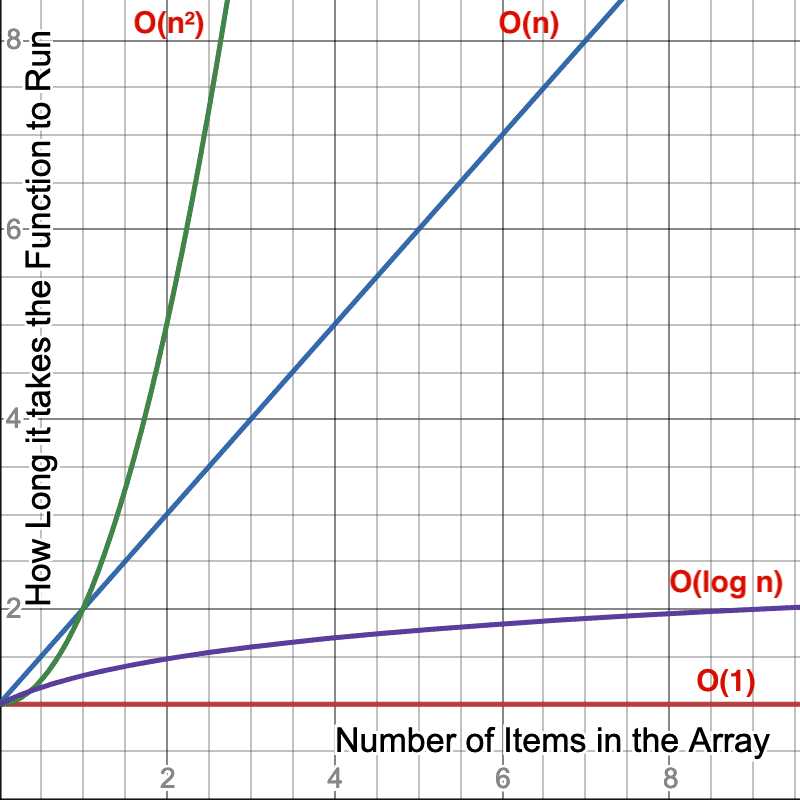 O(n²)
O(n)
8
How Long it takes the Function to Run
6
4
O(log n)
2
O(1)
Number of Items in the Array
2
4
6
8